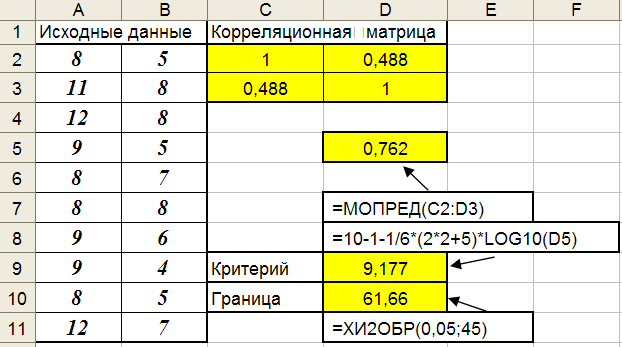 A B C D E F
1 Исходные данные Корреляционная матрица
2 8 5 1 0,488
3 11 8 0,488 1
4 12 8
5 9 5 0,762
6 8 7
7 8 8 =МОПРЕД(C2:D3)
8 9 6 =10-1-1/6*(2*2+5)*LOG10(D5)
9 9 4 Критерий 9,177
10 8 5 Граница 61,66
11 12 7 =ХИ2ОБР(0,05;45)